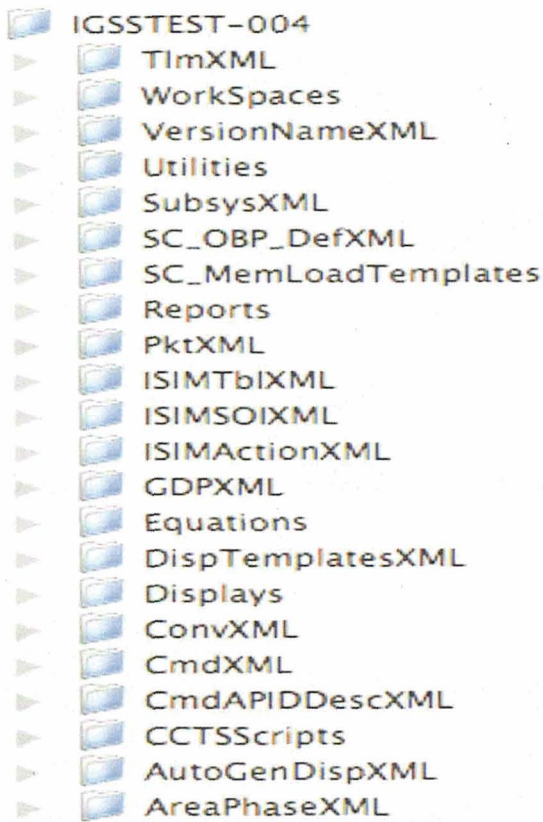 IGSSTEST-004
TlmXML
WorkSpaces
VersionNameXML
Utilities
SubsysXML
SC_OBP_DefXML
SC_MemLoadTemplates
Reports
PktXML
ISIMTblXML
ISIMSOIXML
ISIMActionXML
GDPXML
Equations
DispTemplatesXML
Displays
ConvXML
CmdXML
CmdAPIDDescXML
CCTSScripts
AutoGenDispXML
AreaPhaseXML